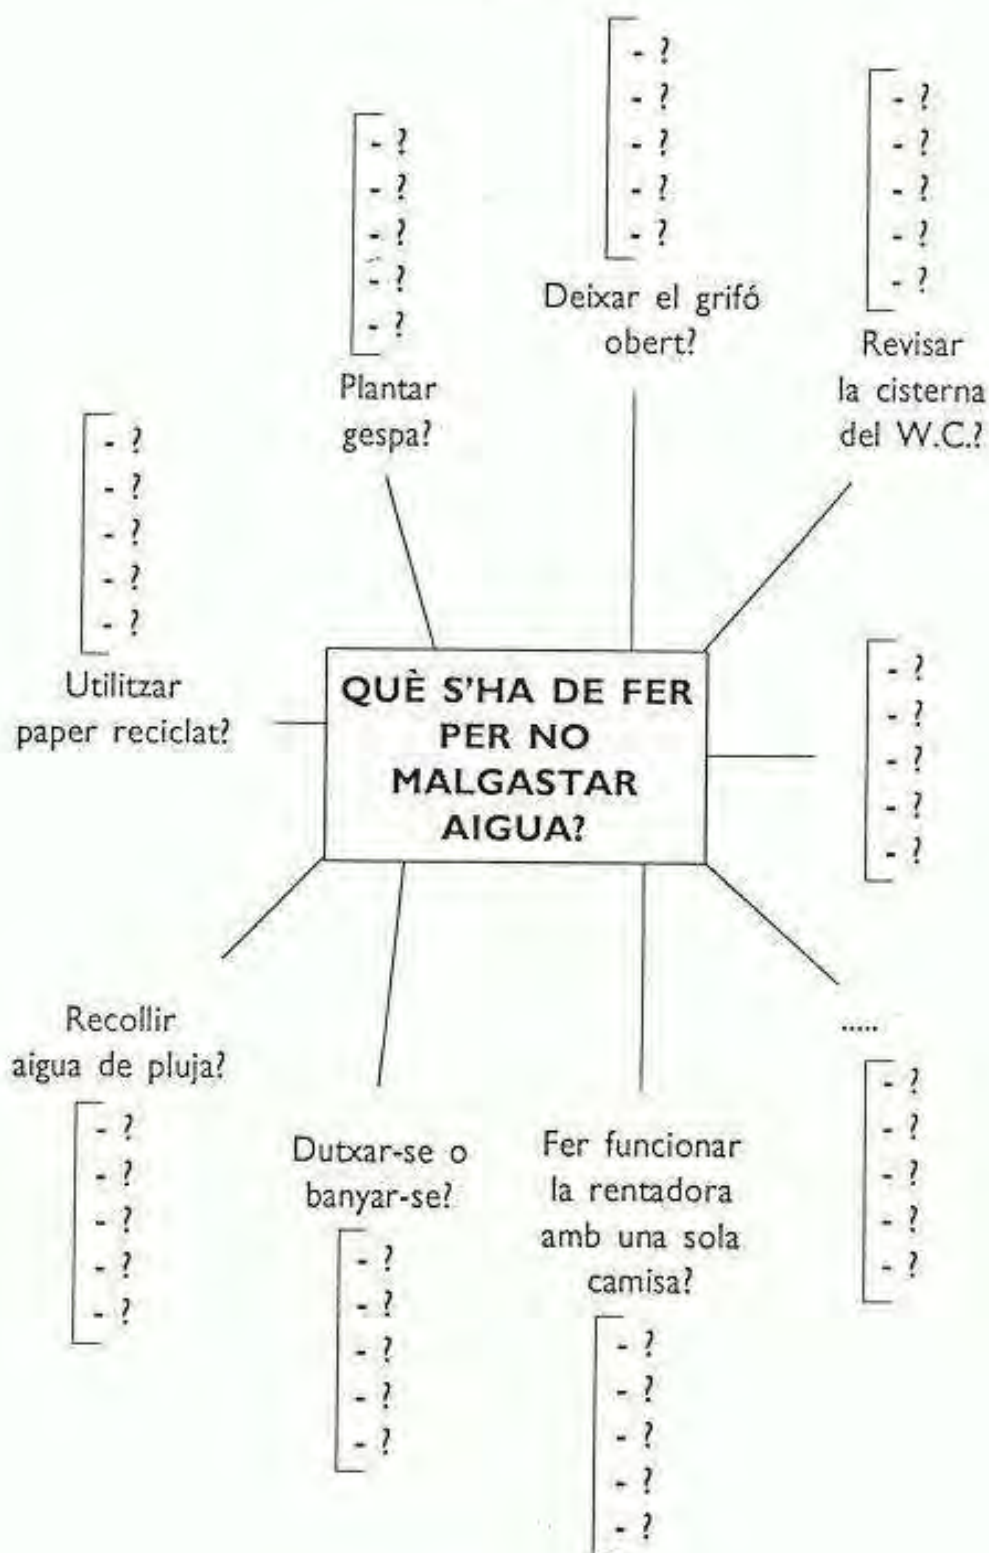 - ?
- ?
- ?
- ?
- ?
Deixar el grifó
obert?
- ?
- ?
- ?
- ?
- ?
Revisar
la cisterna
del W.C.?
- ?
- ?
- ?
- ?
- ?
Plantar
gespa?
- ?
- ?
- ?
- ?
- ?
Utilitzar
paper reciclat?
QUÈ S'HA DE FER
PER NO
MALGASTAR
AIGUA?
- ?
- ?
- ?
- ?
- ?
Recollir
aigua de pluja?
- ?
- ?
- ?
- ?
- ?
Dutxar-se o
banyar-se?
- ?
- ?
- ?
- ?
- ?
Fer funcionar
la rentadora
amb una sola
camisa?
- ?
- ?
- ?
- ?
- ?
.....
- ?
- ?
- ?
- ?
- ?